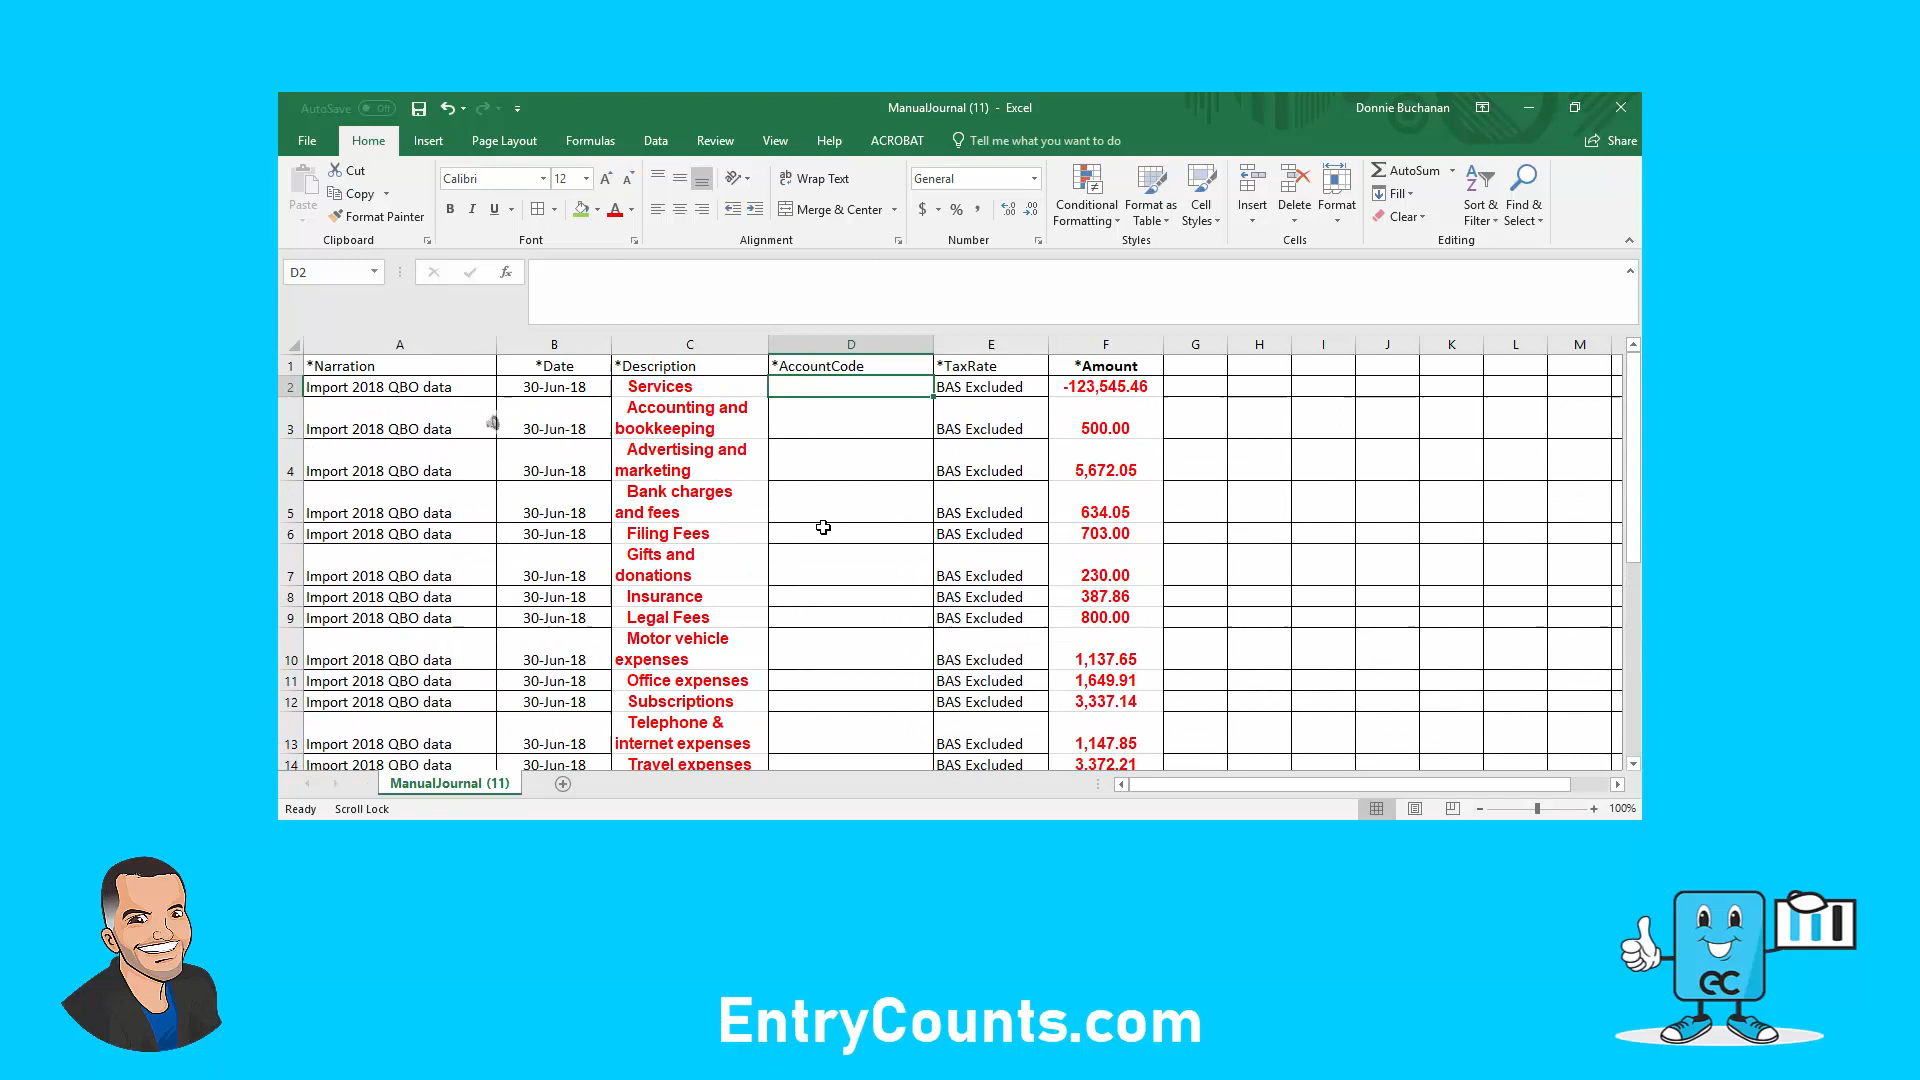 AutoSave Off
ManualJournal (11) - Excel
Donnie Buchanan
File Home Insert Page Layout Formulas Data Review View Help ACROBAT Tell me what you want to do Share
Paste
Cut
Copy
Format Painter
Clipboard
Calibri 12
B I U
Font
Wrap Text
Merge & Center
Alignment
General
$ % ,
Number
Conditional Formatting
Format as Table
Cell Styles
Styles
Insert Delete Format
Cells
AutoSum
Fill
Clear
Sort & Filter
Find & Select
Editing
D2
fx
A B C D E F G H I J K L M
1 *Narration *Date *Description *AccountCode *TaxRate *Amount
2 Import 2018 QBO data 30-Jun-18 Services BAS Excluded -123,545.46
3 Import 2018 QBO data 30-Jun-18 Accounting and bookkeeping BAS Excluded 500.00
4 Import 2018 QBO data 30-Jun-18 Advertising and marketing BAS Excluded 5,672.05
5 Import 2018 QBO data 30-Jun-18 Bank charges and fees BAS Excluded 634.05
6 Import 2018 QBO data 30-Jun-18 Filing Fees BAS Excluded 703.00
7 Import 2018 QBO data 30-Jun-18 Gifts and donations BAS Excluded 230.00
8 Import 2018 QBO data 30-Jun-18 Insurance BAS Excluded 387.86
9 Import 2018 QBO data 30-Jun-18 Legal Fees BAS Excluded 800.00
10 Import 2018 QBO data 30-Jun-18 Motor vehicle expenses BAS Excluded 1,137.65
11 Import 2018 QBO data 30-Jun-18 Office expenses BAS Excluded 1,649.91
12 Import 2018 QBO data 30-Jun-18 Subscriptions BAS Excluded 3,337.14
13 Import 2018 QBO data 30-Jun-18 Telephone & internet expenses BAS Excluded 1,147.85
14 Import 2018 QBO data 30-Jun-18 Travel expenses BAS Excluded 3,372.21
ManualJournal (11)
Ready Scroll Lock 100%
ec
EntryCounts.com